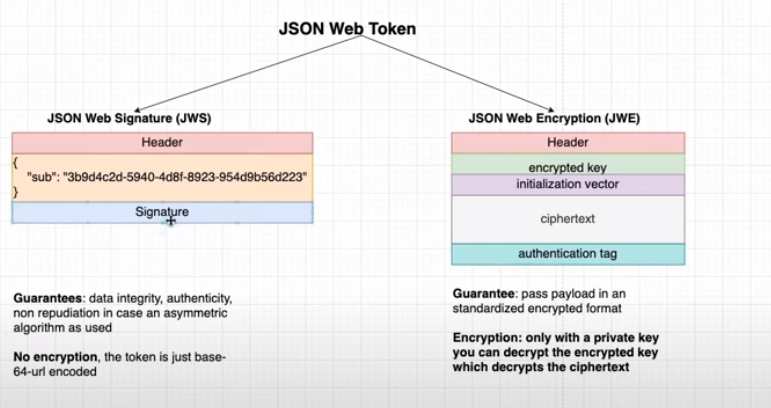 JSON Web Token
JSON Web Signature (JWS)
Header
{
"sub": "3b9d4c2d-5940-4d8f-8923-954d9b56d223"
}
Signature
Guarantees: data integrity, authenticity,
non repudiation in case an asymmetric
algorithm as used
No encryption, the token is just base-
64-url encoded
JSON Web Encryption (JWE)
Header
encrypted key
initialization vector
ciphertext
authentication tag
Guarantee: pass payload in an
standardized encrypted format
Encryption: only with a private key
you can decrypt the encrypted key
which decrypts the ciphertext